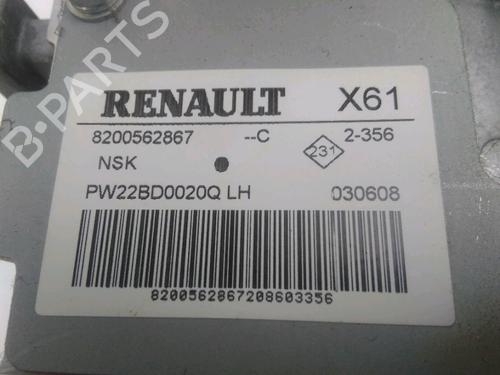 B-PARTS
RENAULT X61
8200562867 --C 231 2-356
NSK
PW22BD0020Q LH 030608
8200562867208603356